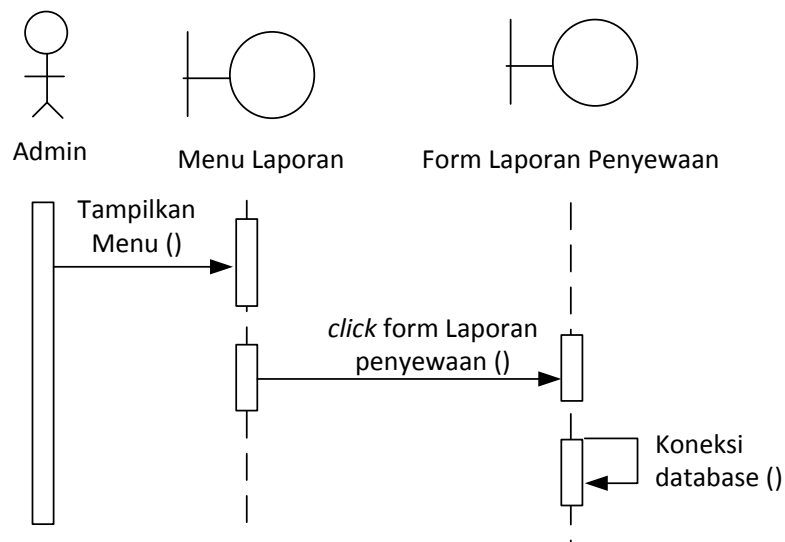 Admin
Menu Laporan
Form Laporan Penyewaan
Tampilkan
Menu ()
click form Laporan
penyewaan ()
Koneksi
database ()